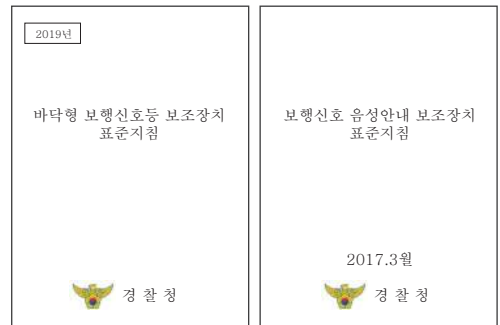 2019년
바닥형 보행신호등 보조장치
표준지침
경 찰 청
보행신호 음성안내 보조장치
표준지침
2017.3월
경 찰 청